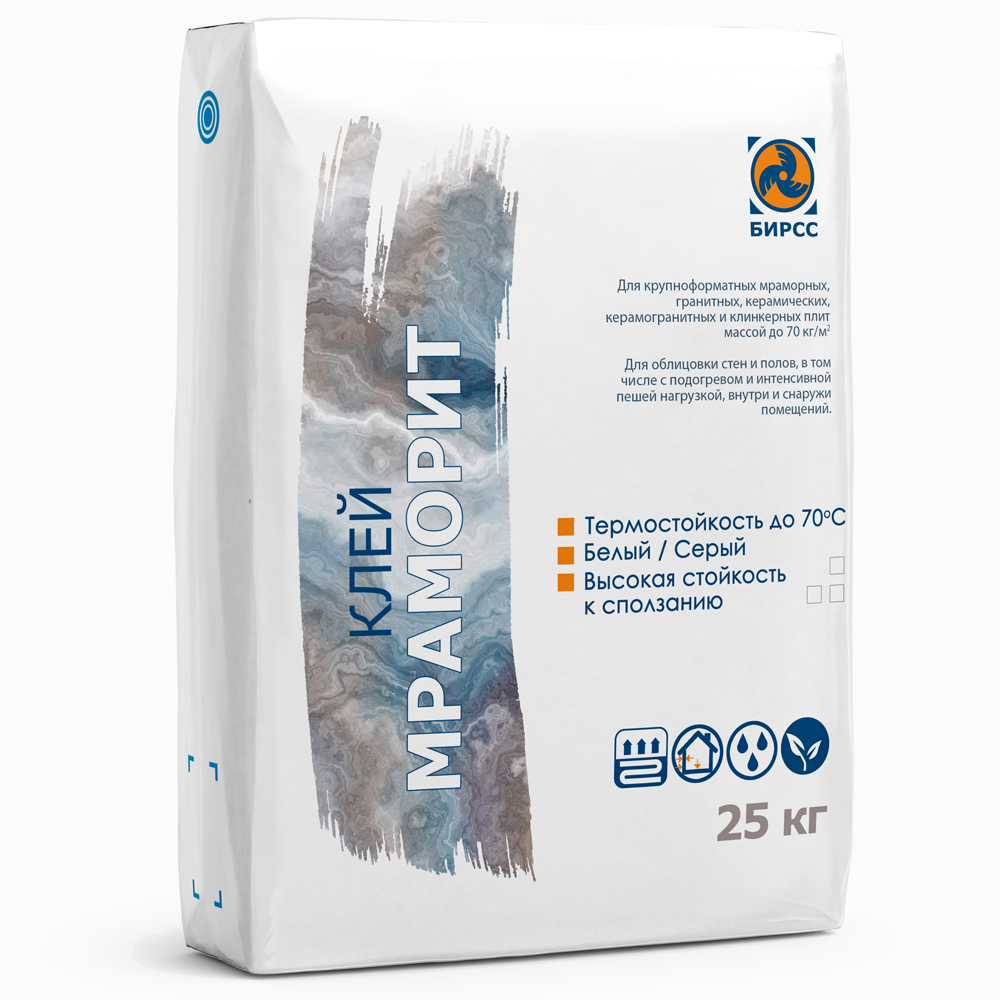 БИРСС
Для крупноформатных мраморных,
гранитных, керамических,
керамогранитных и клинкерных плит
массой до 70 кг/м²
Для облицовки стен и полов, в том
числе с подогревом и интенсивной
пешей нагрузкой, внутри и снаружи
помещений.
КЛЕЙ
МРАМОРИТ
Термостойкость до 70°С
Белый / Серый
Высокая стойкость
к сползанию
25 кг